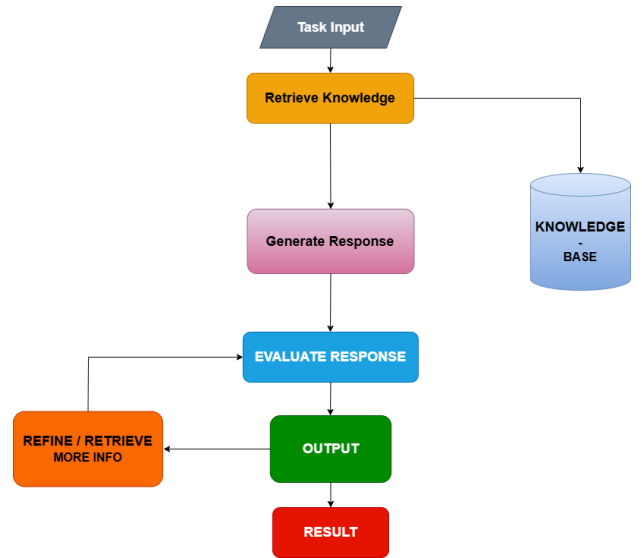 Task Input
Retrieve Knowledge
KNOWLEDGE
-
BASE
Generate Response
EVALUATE RESPONSE
REFINE / RETRIEVE
MORE INFO
OUTPUT
RESULT